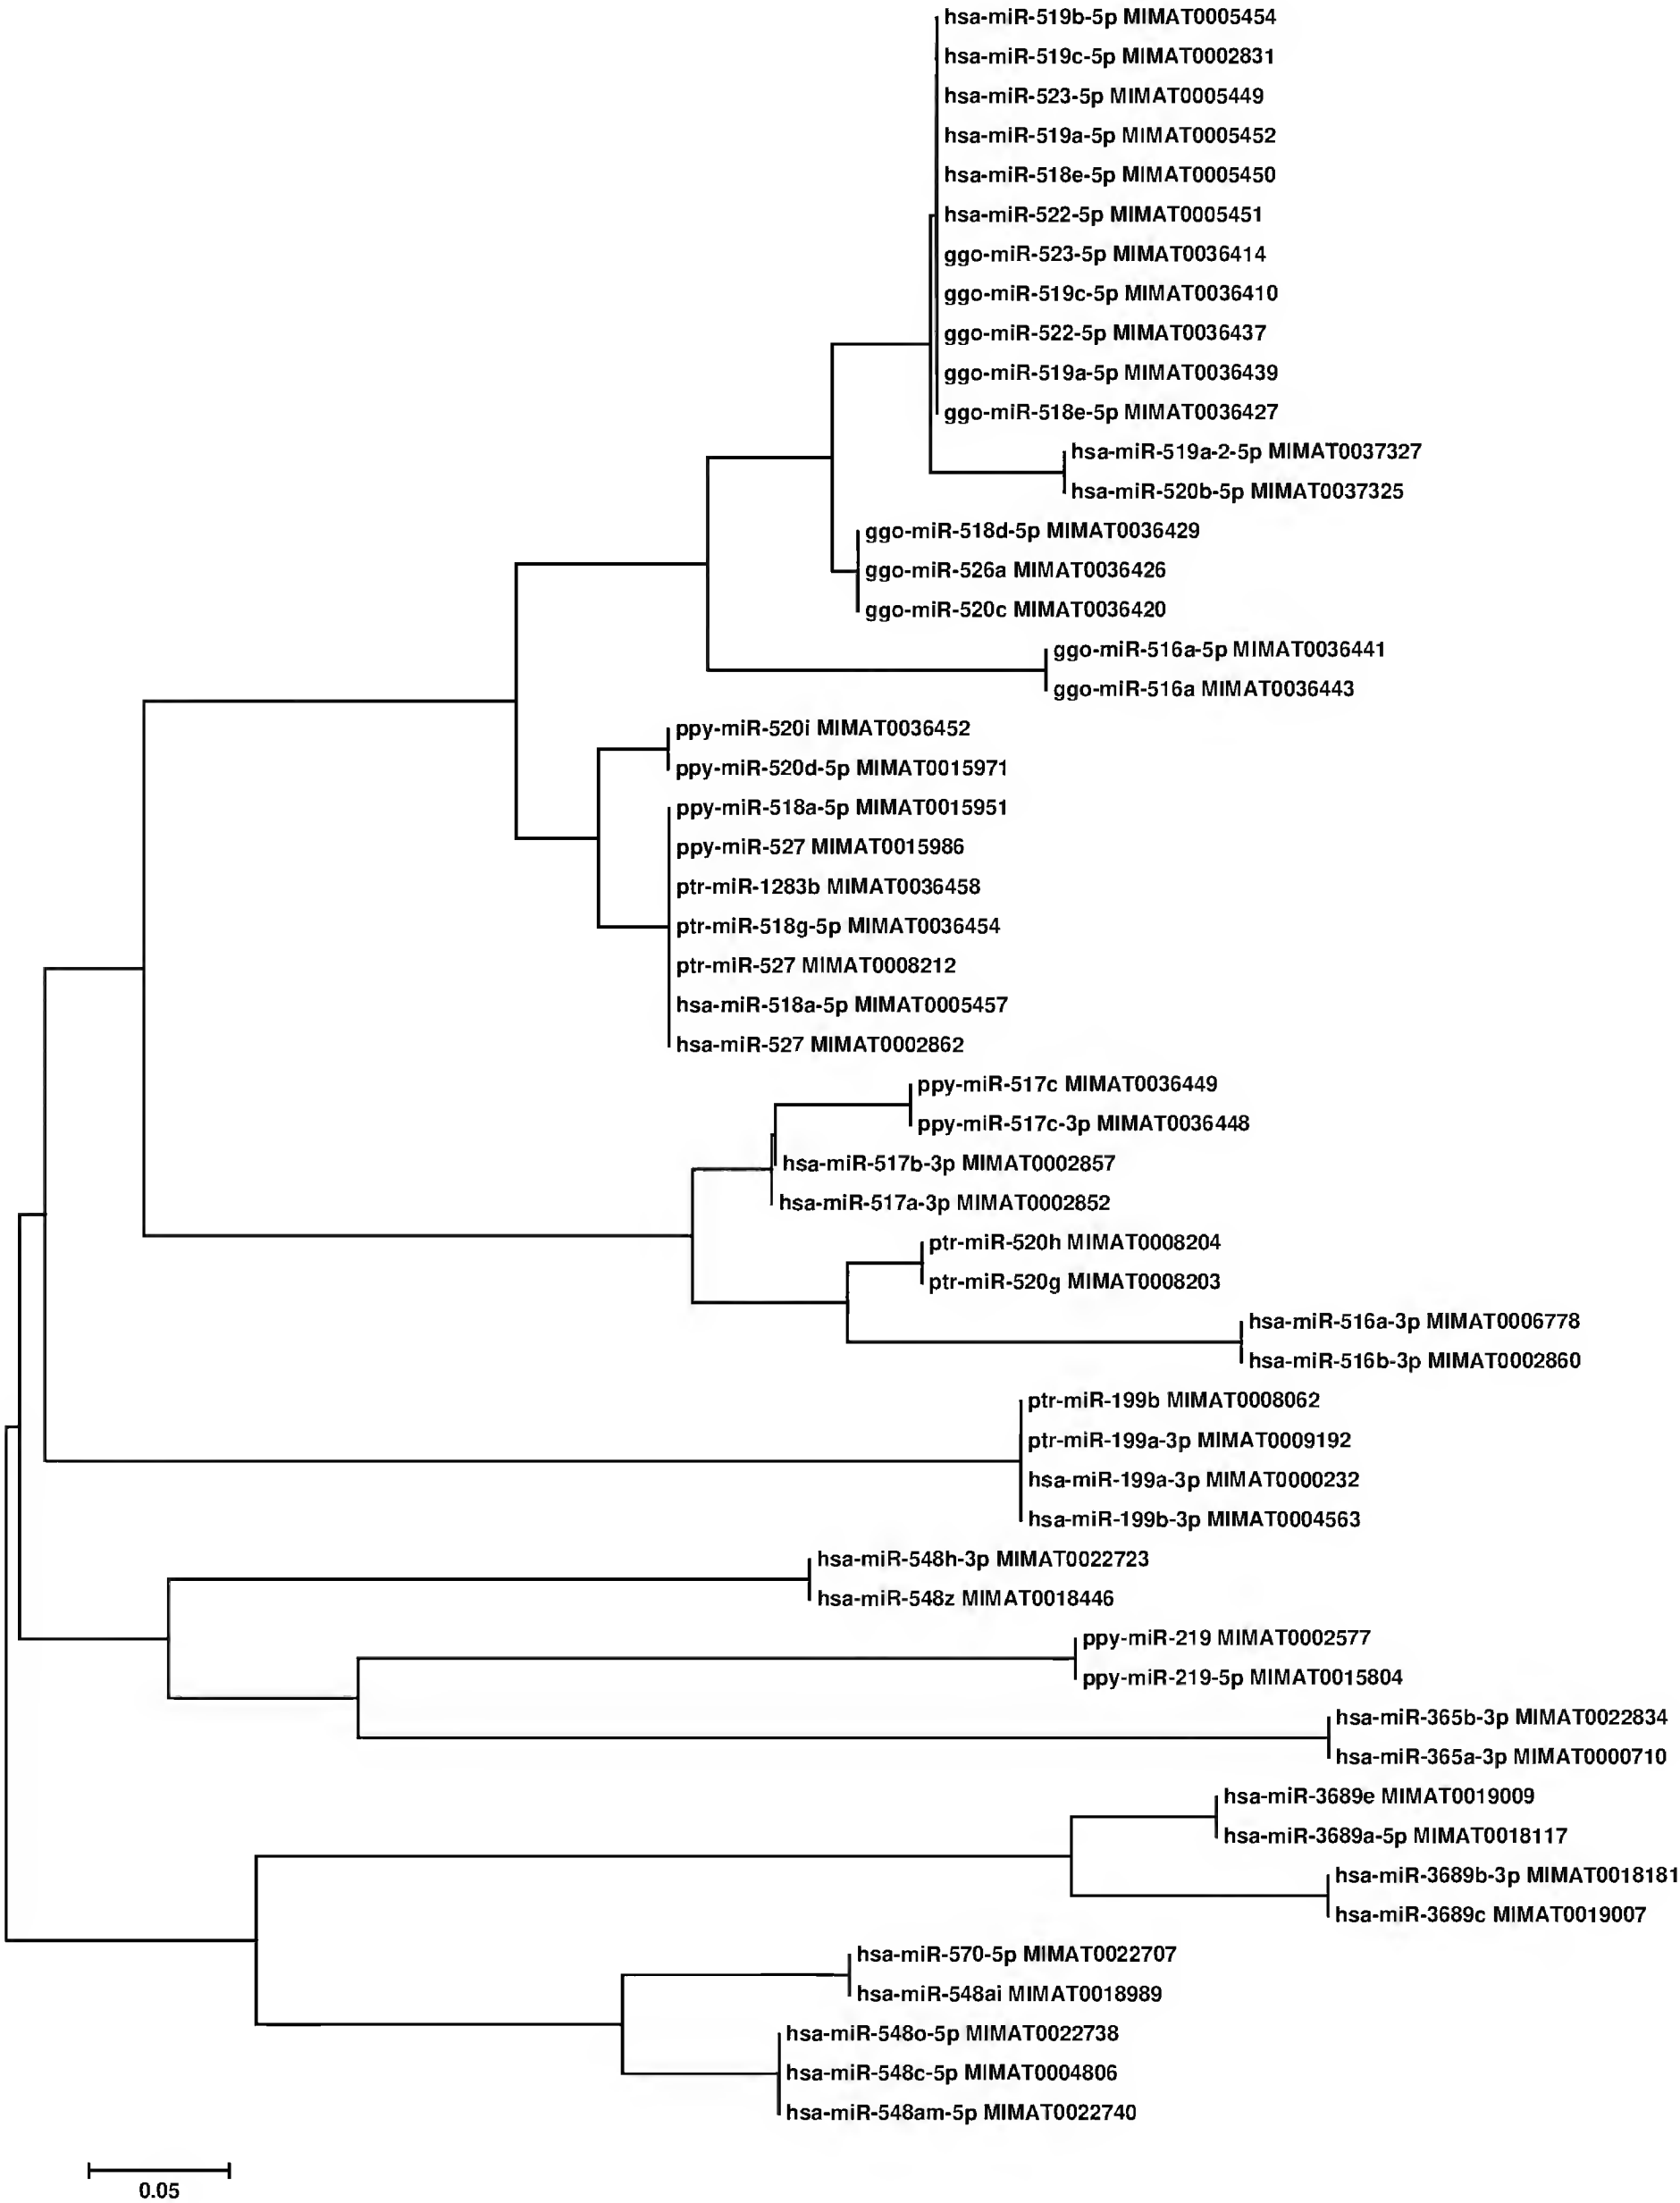 hsa-miR-519b-5p MIMAT0005454
hsa-miR-519c-5p MIMAT0002831
hsa-miR-523-5p MIMAT0005449
hsa-miR-519a-5p MIMAT0005452
hsa-miR-518e-5p MIMAT0005450
hsa-miR-522-5p MIMAT0005451
ggo-miR-523-5p MIMAT0036414
ggo-miR-519c-5p MIMAT0036410
ggo-miR-522-5p MIMAT0036437
ggo-miR-519a-5p MIMAT0036439
ggo-miR-518e-5p MIMAT0036427
hsa-miR-519a-2-5p MIMAT0037327
hsa-miR-520b-5p MIMAT0037325
ggo-miR-518d-5p MIMAT0036429
ggo-miR-526a MIMAT0036426
ggo-miR-520c MIMAT0036420
ggo-miR-516a-5p MIMAT0036441
ggo-miR-516a MIMAT0036443
ppy-miR-520i MIMAT0036452
ppy-miR-520d-5p MIMAT0015971
ppy-miR-518a-5p MIMAT0015951
ppy-miR-527 MIMAT0015986
ptr-miR-1283b MIMAT0036458
ptr-miR-518g-5p MIMAT0036454
ptr-miR-527 MIMAT0008212
hsa-miR-518a-5p MIMAT0005457
hsa-miR-527 MIMAT0002862
ppy-miR-517c MIMAT0036449
ppy-miR-517c-3p MIMAT0036448
hsa-miR-517b-3p MIMAT0002857
hsa-miR-517a-3p MIMAT0002852
ptr-miR-520h MIMAT0008204
ptr-miR-520g MIMAT0008203
hsa-miR-516a-3p MIMAT0006778
hsa-miR-516b-3p MIMAT0002860
ptr-miR-199b MIMAT0008062
ptr-miR-199a-3p MIMAT0009192
hsa-miR-199a-3p MIMAT0000232
hsa-miR-199b-3p MIMAT0004563
hsa-miR-548h-3p MIMAT0022723
hsa-miR-548z MIMAT0018446
ppy-miR-219 MIMAT0002577
ppy-miR-219-5p MIMAT0015804
hsa-miR-365b-3p MIMAT0022834
hsa-miR-365a-3p MIMAT0000710
hsa-miR-3689e MIMAT0019009
hsa-miR-3689a-5p MIMAT0018117
hsa-miR-3689b-3p MIMAT0018181
hsa-miR-3689c MIMAT0019007
hsa-miR-570-5p MIMAT0022707
hsa-miR-548ai MIMAT0018989
hsa-miR-548o-5p MIMAT0022738
hsa-miR-548c-5p MIMAT0004806
hsa-miR-548am-5p MIMAT0022740
0.05